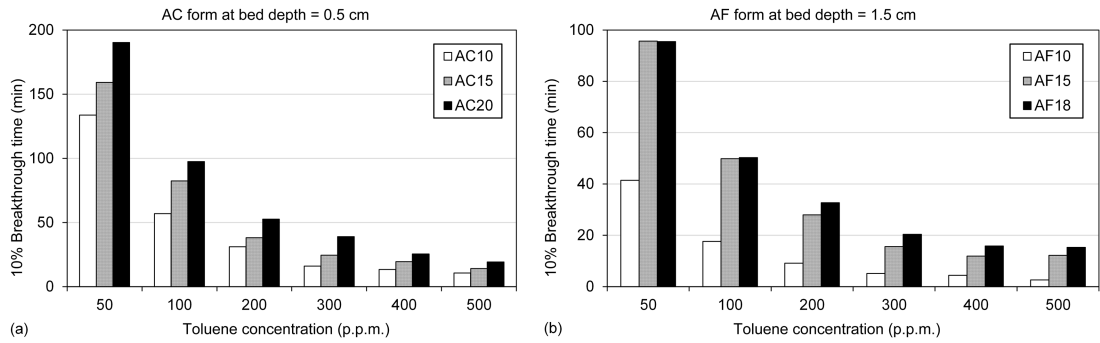 AC form at bed depth = 0.5 cm
200
150
100
50
0
10% Breakthrough time (min)
AC10
AC15
AC20
50 100 200 300 400 500
(a)
Toluene concentration (p.p.m.)
AF form at bed depth = 1.5 cm
100
80
60
40
20
0
10% Breakthrough time (min)
AF10
AF15
AF18
50 100 200 300 400 500
(b)
Toluene concentration (p.p.m.)